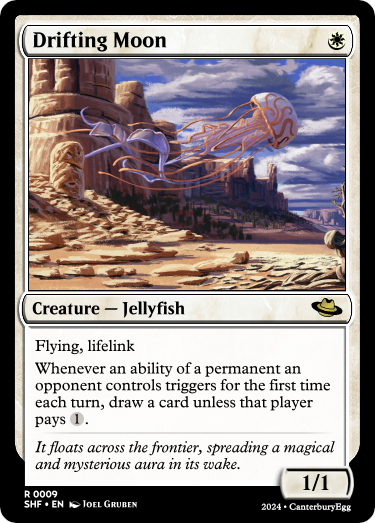 Drifting Moon
Creature — Jellyfish
Flying, lifelink
Whenever an ability of a permanent an
opponent controls triggers for the first time
each turn, draw a card unless that player
pays 1.
It floats across the frontier, spreading a magical
and mysterious aura in its wake.
1/1
R 0009
SHF • EN JOEL GRUBEN
2024 • CanterburyEgg